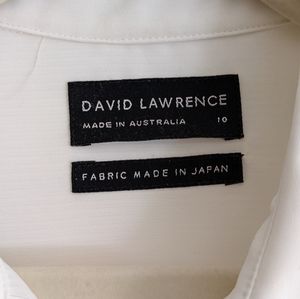 DAVID LAWRENCE
MADE IN AUSTRALIA 10
FABRIC MADE IN JAPAN